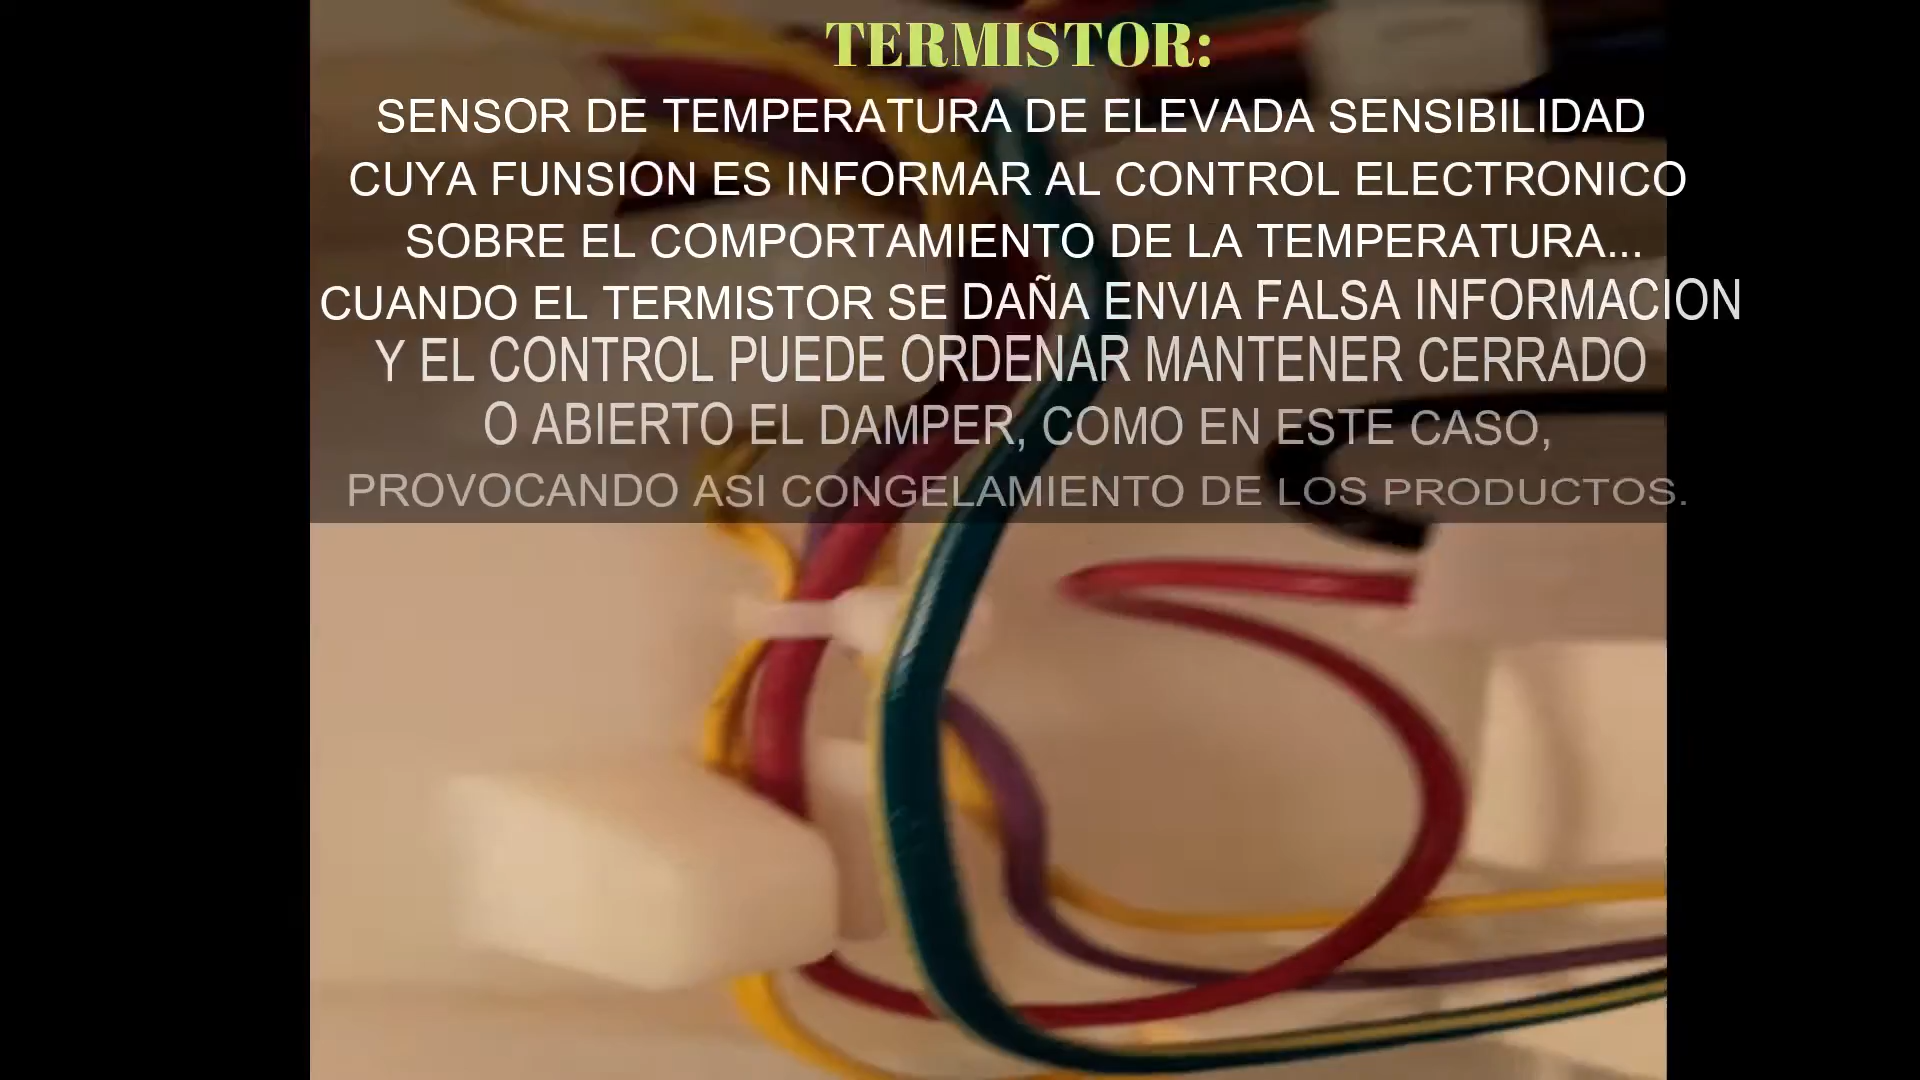 TERMISTOR:
SENSOR DE TEMPERATURA DE ELEVADA SENSIBILIDAD
CUYA FUNSION ES INFORMAR AL CONTROL ELECTRONICO
SOBRE EL COMPORTAMIENTO DE LA TEMPERATURA...
CUANDO EL TERMISTOR SE DAÑA ENVIA FALSA INFORMACION
Y EL CONTROL PUEDE ORDENAR MANTENER CERRADO
O ABIERTO EL DAMPER, COMO EN ESTE CASO,
PROVOCANDO ASI CONGELAMIENTO DE LOS PRODUCTOS.